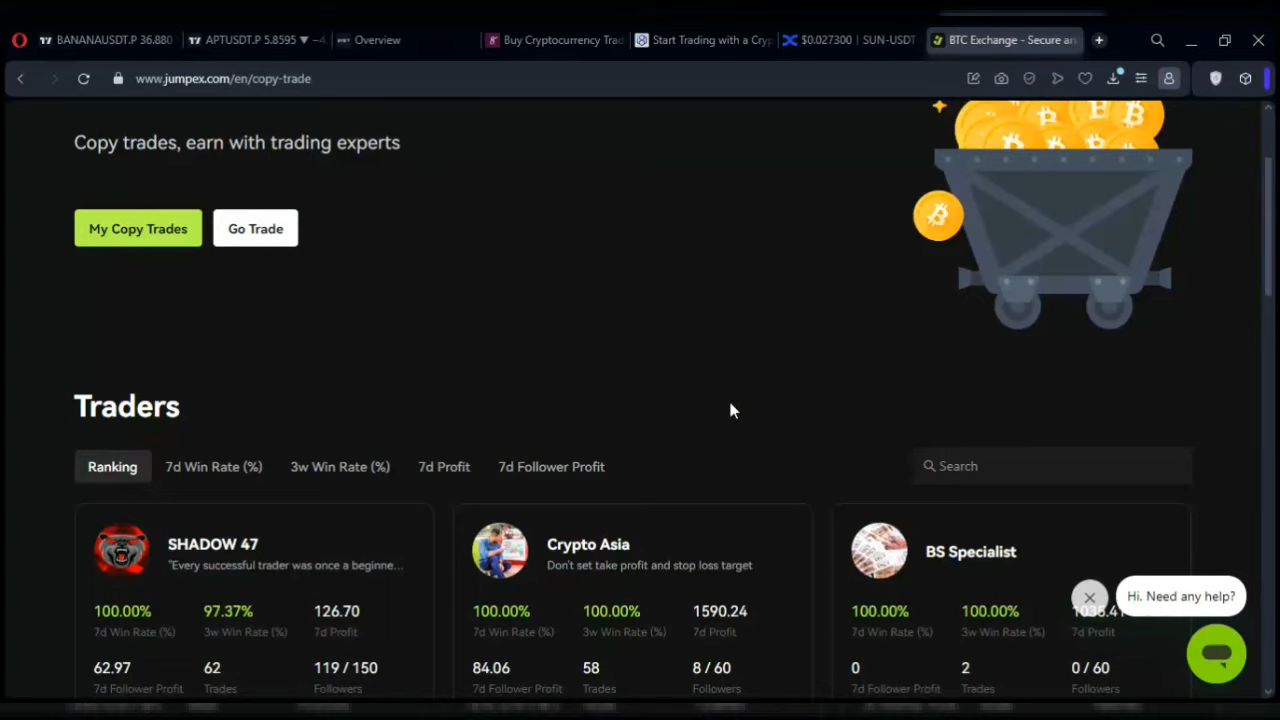 BANANAUSDT.P 36.880
APTUSDT.P 5.8595 ▼ −4.
Overview
Buy Cryptocurrency Trad
Start Trading with a Cryp
$0.027300 | SUN-USDT
BTC Exchange - Secure an
www.jumpex.com/en/copy-trade
Copy trades, earn with trading experts
My Copy Trades
Go Trade
Traders
Ranking
7d Win Rate (%)
3w Win Rate (%)
7d Profit
7d Follower Profit
Search
SHADOW 47
"Every successful trader was once a beginne...
100.00%
97.37%
126.70
7d Win Rate (%)
3w Win Rate (%)
7d Profit
62.97
62
119 / 150
7d Follower Profit
Trades
Followers
Crypto Asia
Don't set take profit and stop loss target
100.00%
100.00%
1590.24
7d Win Rate (%)
3w Win Rate (%)
7d Profit
84.06
58
8 / 60
7d Follower Profit
Trades
Followers
BS Specialist
100.00%
100.00%
1035.41
7d Win Rate (%)
3w Win Rate (%)
7d Profit
0
2
0 / 60
7d Follower Profit
Trades
Followers
Hi. Need any help?